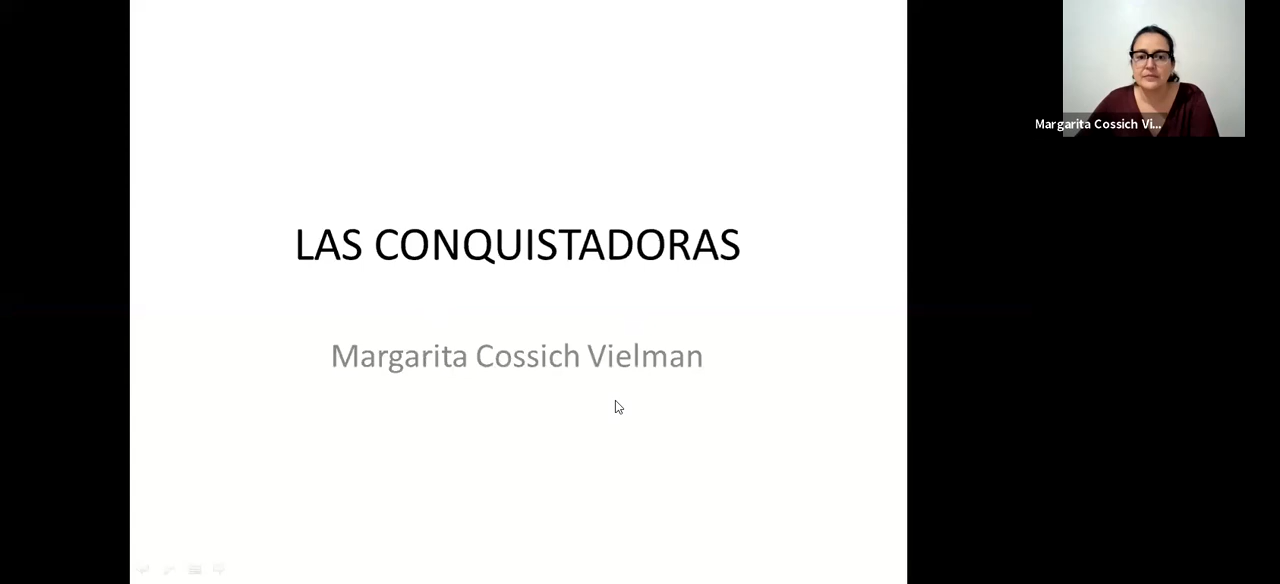 LAS CONQUISTADORAS
Margarita Cossich Vielman
Margarita Cossich Vi...